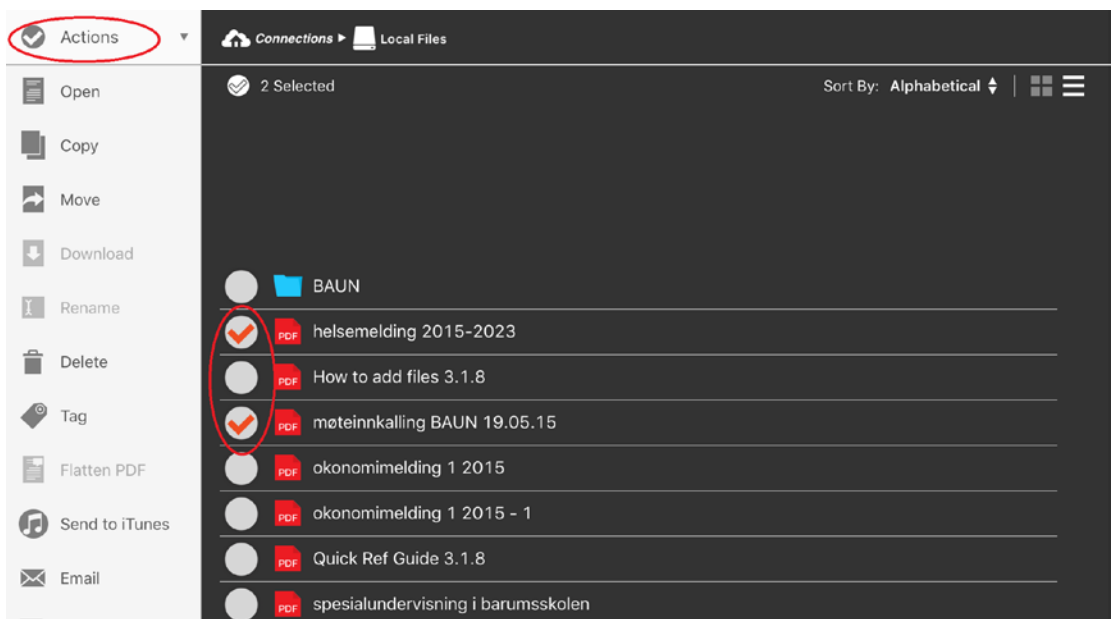 Actions
Connections Local Files
Open
2 Selected
Sort By: Alphabetical
Copy
Move
Download
Rename
Delete
Tag
Flatten PDF
Send to iTunes
Email
BAUN
PDF helsemelding 2015-2023
PDF How to add files 3.1.8
PDF møteinnkalling BAUN 19.05.15
PDF okonomimelding 1 2015
PDF okonomimelding 1 2015 - 1
PDF Quick Ref Guide 3.1.8
PDF spesialundervisning i barumsskolen